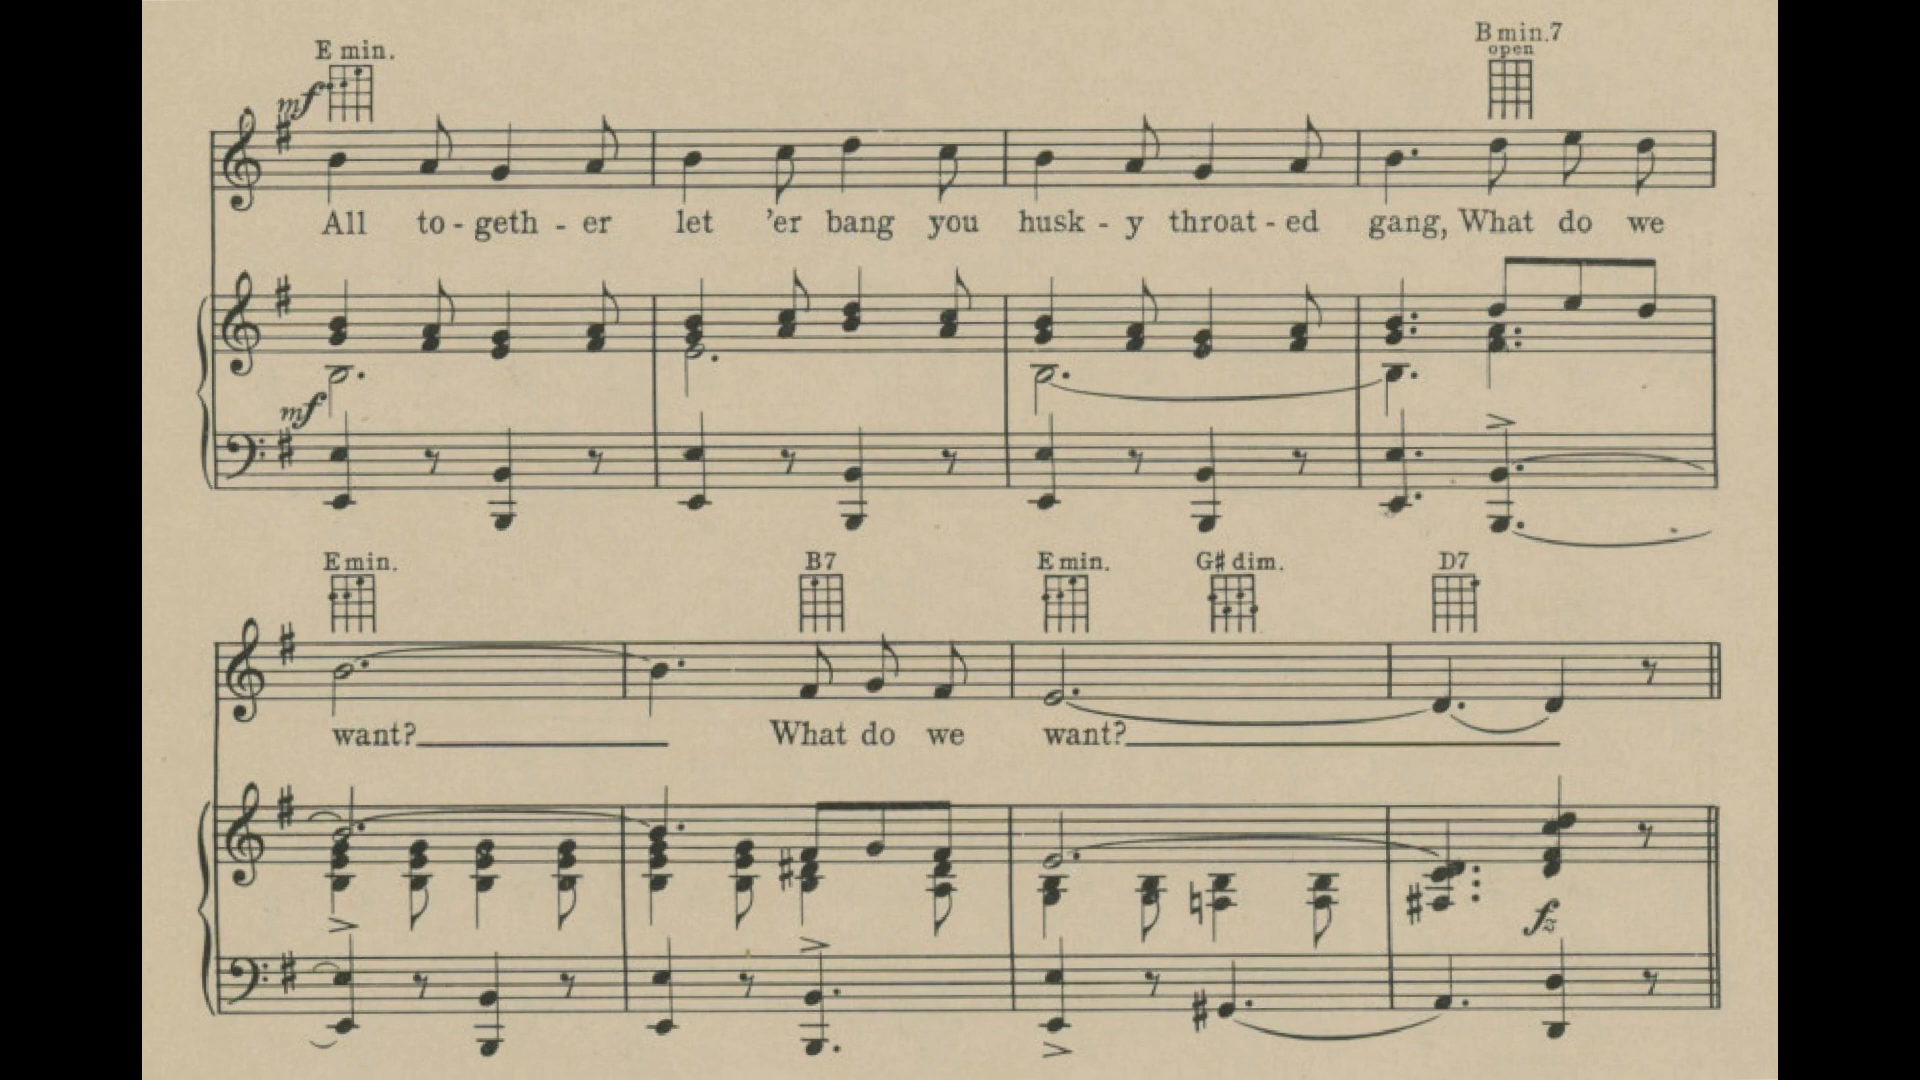 E min.
B min.7
open
mf
All to-geth-er let 'er bang you husk-y throat-ed gang, What do we
mf
E min. B7 E min. G# dim. D7
want? What do we want?
fz